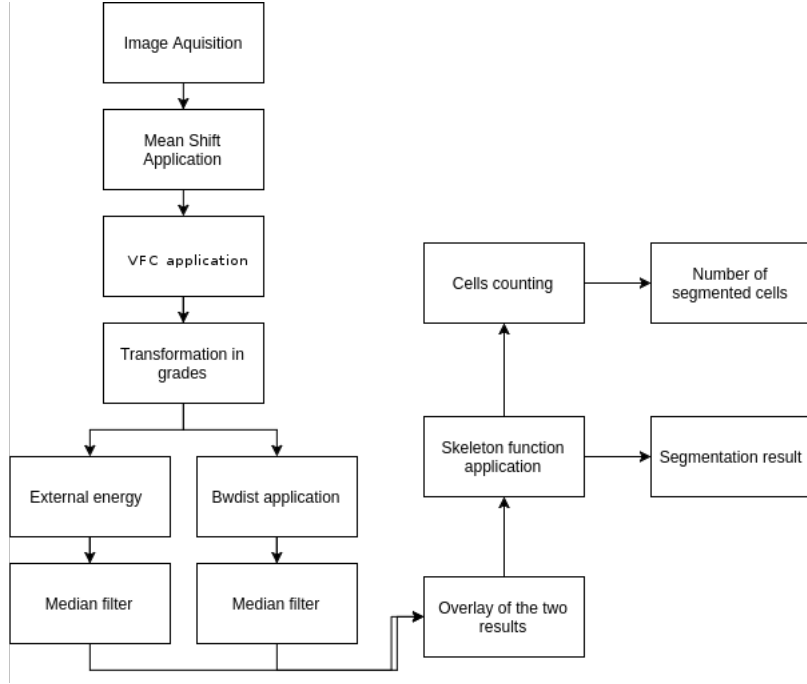 Image Aquisition
Mean Shift
Application
VFC application
Transformation in
grades
External energy
Bwdist application
Median filter
Median filter
Overlay of the two
results
Skeleton function
application
Segmentation result
Cells counting
Number of
segmented cells